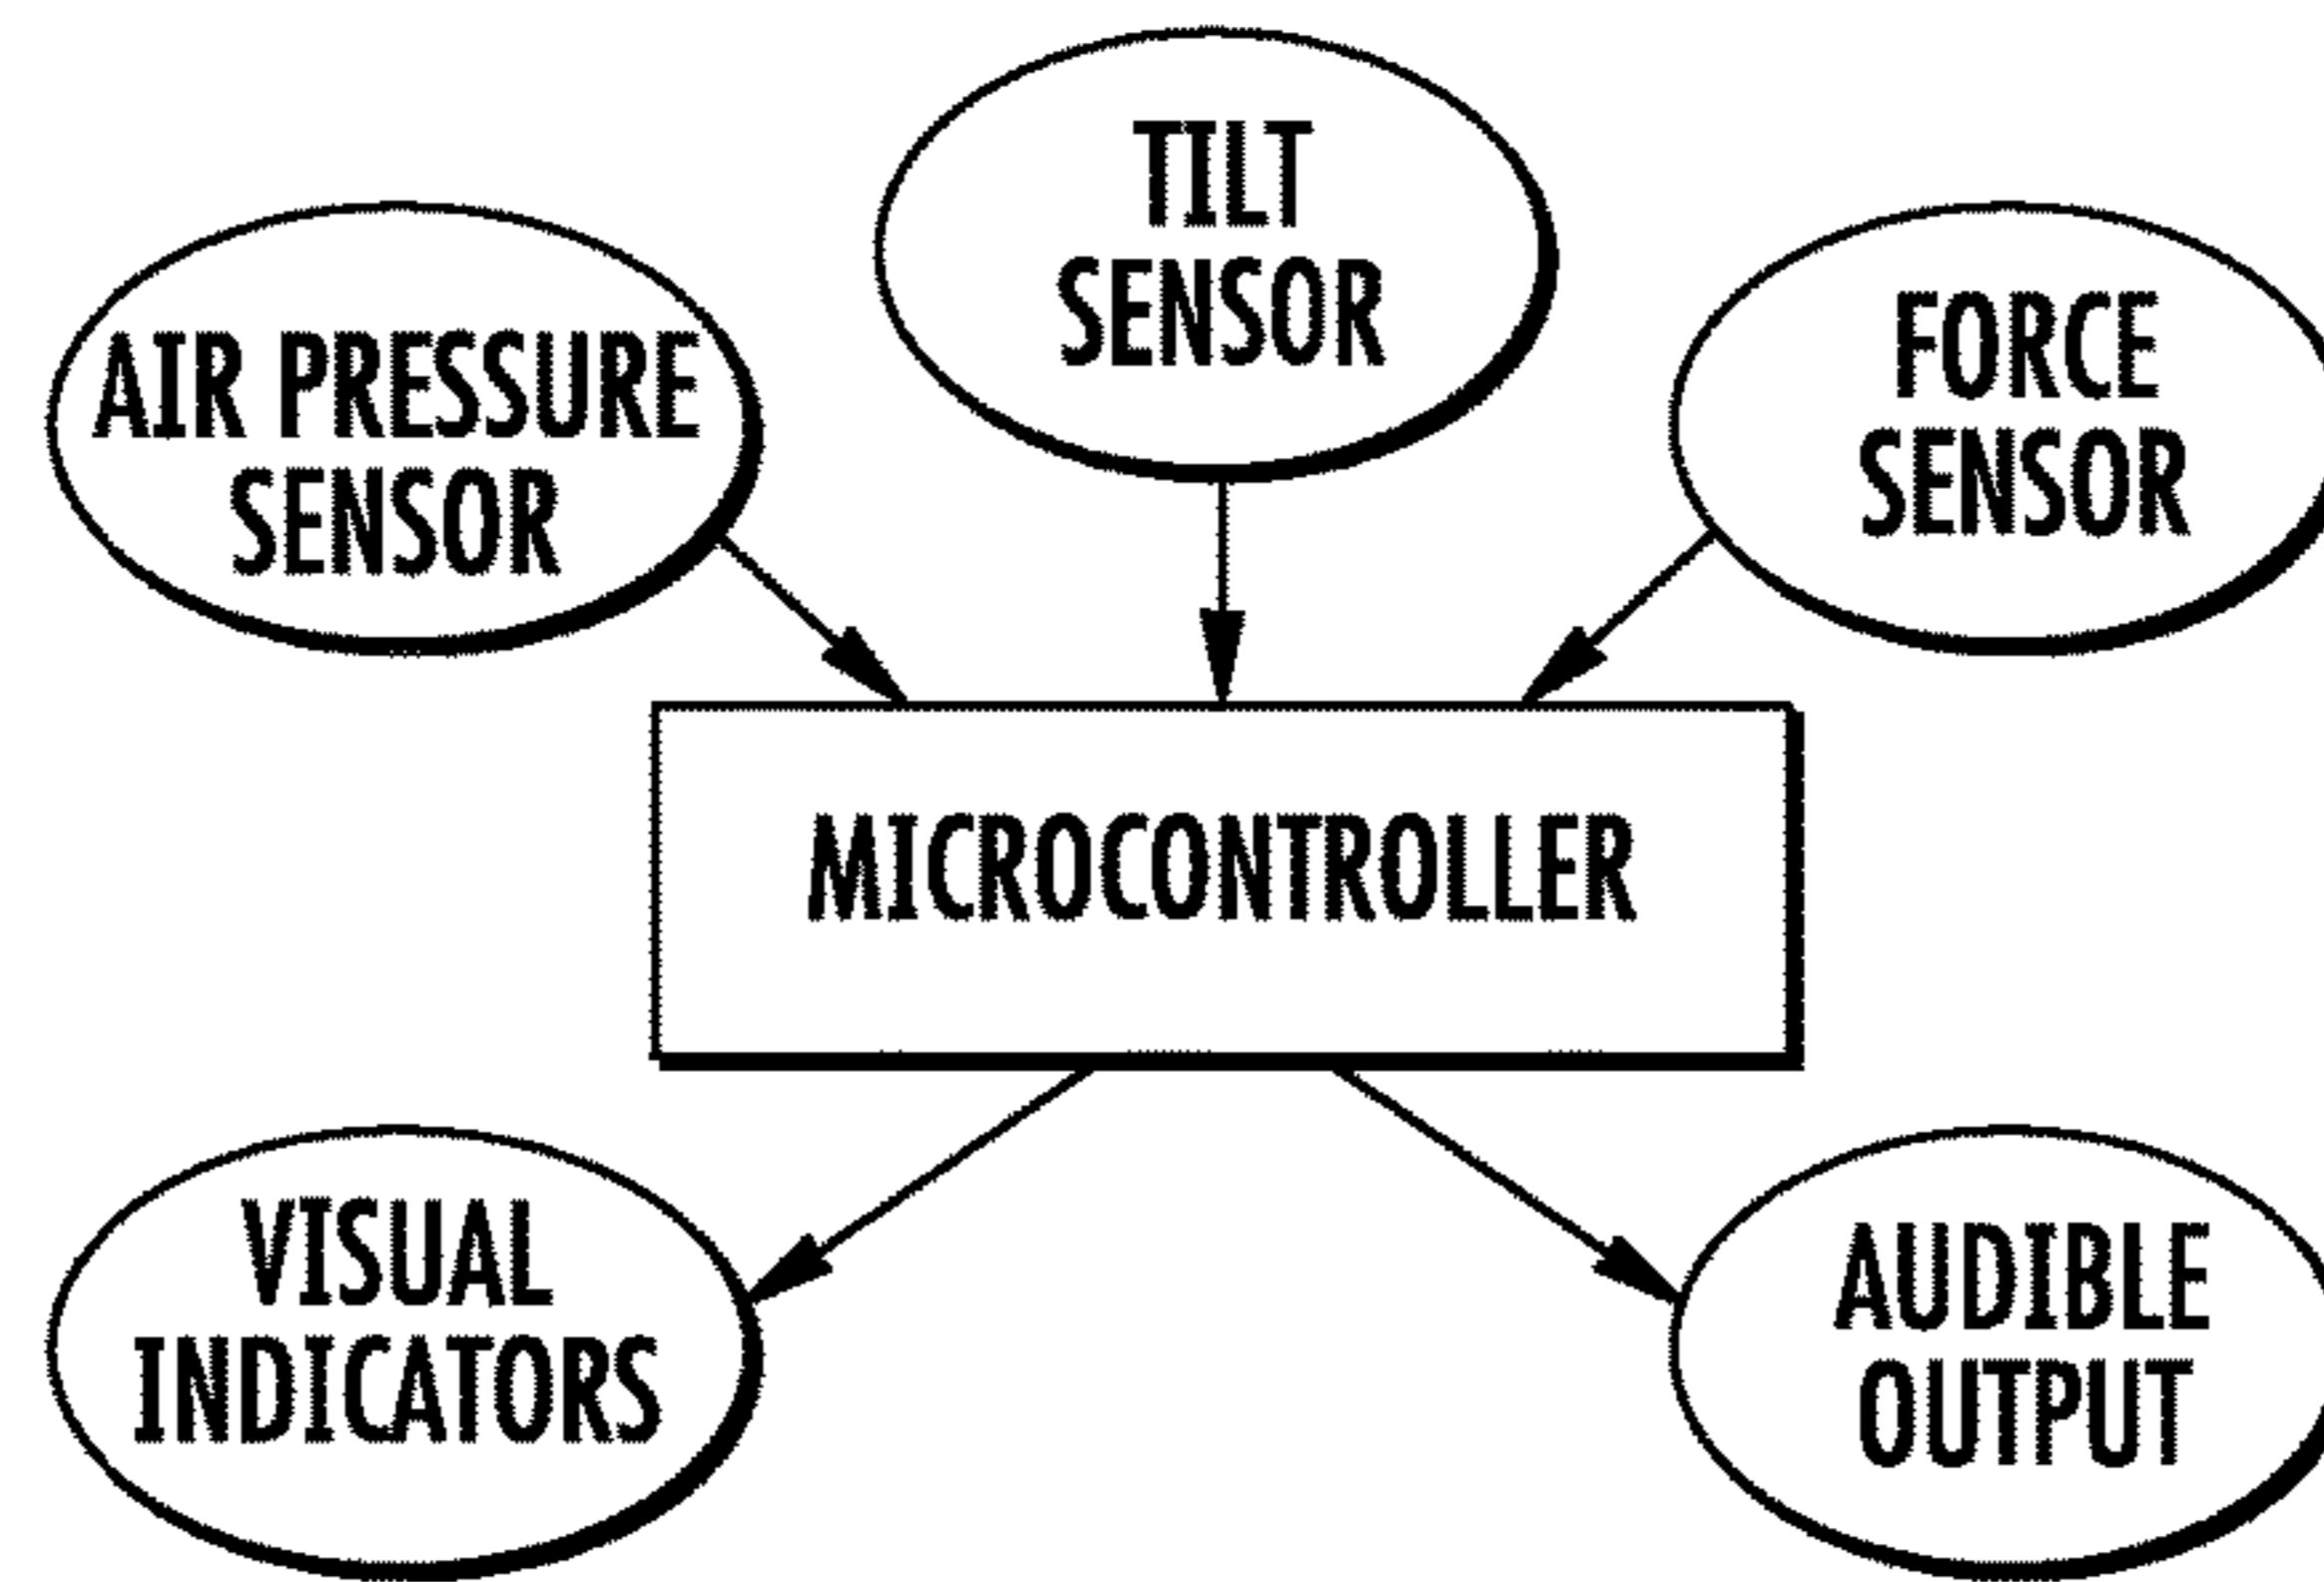 TILT
SENSOR
AIR PRESSURE
SENSOR
FORCE
SENSOR
MICROCONTROLLER
VISUAL
INDICATORS
AUDIBLE
OUTPUT